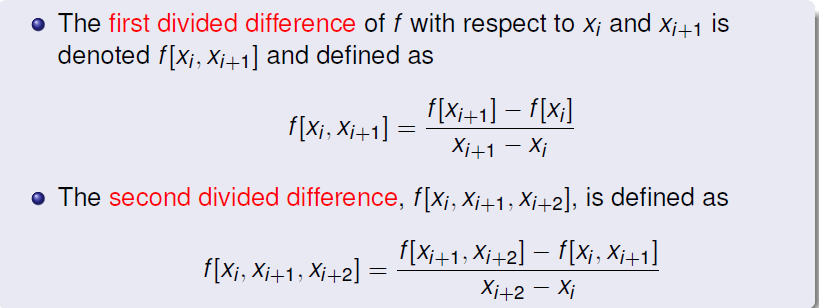 The first divided difference of f with respect to x_i and x_{i+1} is
denoted f[x_i, x_{i+1}] and defined as
f[x_i, x_{i+1}] = \frac{f[x_{i+1}] − f[x_i]}{x_{i+1} − x_i}
The second divided difference, f[x_i, x_{i+1}, x_{i+2}], is defined as
f[x_i, x_{i+1}, x_{i+2}] = \frac{f[x_{i+1}, x_{i+2}] − f[x_i, x_{i+1}]}{x_{i+2} − x_i}